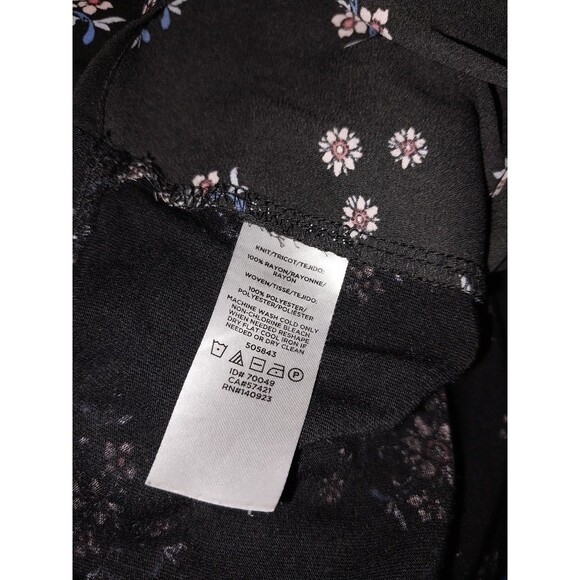 KNIT/TRICOT/TEJIDO:
100% RAYON/RAYONNE/
RAYON
WOVEN/TISSÉ/TEJIDO:
100% POLYESTER/
POLYESTER/POLIÉSTER
MACHINE WASH COLD ONLY
NON-CHLORINE BLEACH
WHEN NEEDED RESHAPE
DRY FLAT COOL IRON IF
NEEDED OR DRY CLEAN
505843
P
ID# 70049
CA#57421
RN#140923